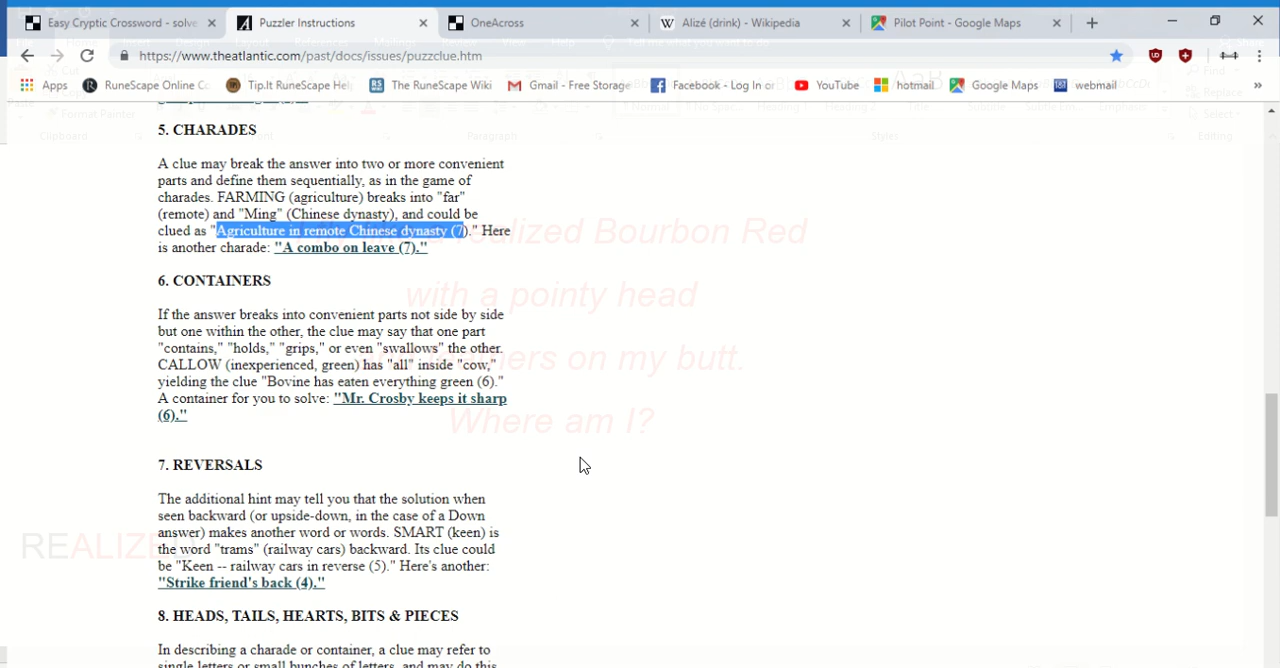 Easy Cryptic Crossword - solve
Puzzler Instructions
OneAcross
Alizé (drink) - Wikipedia
Pilot Point - Google Maps
https://www.theatlantic.com/past/docs/issues/puzzclue.htm
Apps
RuneScape Online Co
Tip.It RuneScape Hel
The RuneScape Wiki
Gmail - Free Storage
Facebook - Log In or
YouTube
hotmail
Google Maps
webmail
»
Format Painter
Clipboard
Paragraph
Styles
Find
Replace
Select
Editing
5. CHARADES
A clue may break the answer into two or more convenient
parts and define them sequentially, as in the game of
charades. FARMING (agriculture) breaks into "far"
(remote) and "Ming" (Chinese dynasty), and could be
clued as "Agriculture in remote Chinese dynasty (7)." Here
is another charade: "A combo on leave (7)."
6. CONTAINERS
If the answer breaks into convenient parts not side by side
but one within the other, the clue may say that one part
"contains," "holds," "grips," or even "swallows" the other.
CALLOW (inexperienced, green) has "all" inside "cow,"
yielding the clue "Bovine has eaten everything green (6)."
A container for you to solve: "Mr. Crosby keeps it sharp
(6)."
7. REVERSALS
The additional hint may tell you that the solution when
seen backward (or upside-down, in the case of a Down
answer) makes another word or words. SMART (keen) is
the word "trams" (railway cars) backward. Its clue could
be "Keen -- railway cars in reverse (5)." Here's another:
"Strike friend's back (4)."
8. HEADS, TAILS, HEARTS, BITS & PIECES
In describing a charade or container, a clue may refer to
single letters or small bunches of letters, and may do this
realized Bourbon Red
with a pointy head
feathers on my butt.
Where am I?
REALIZED